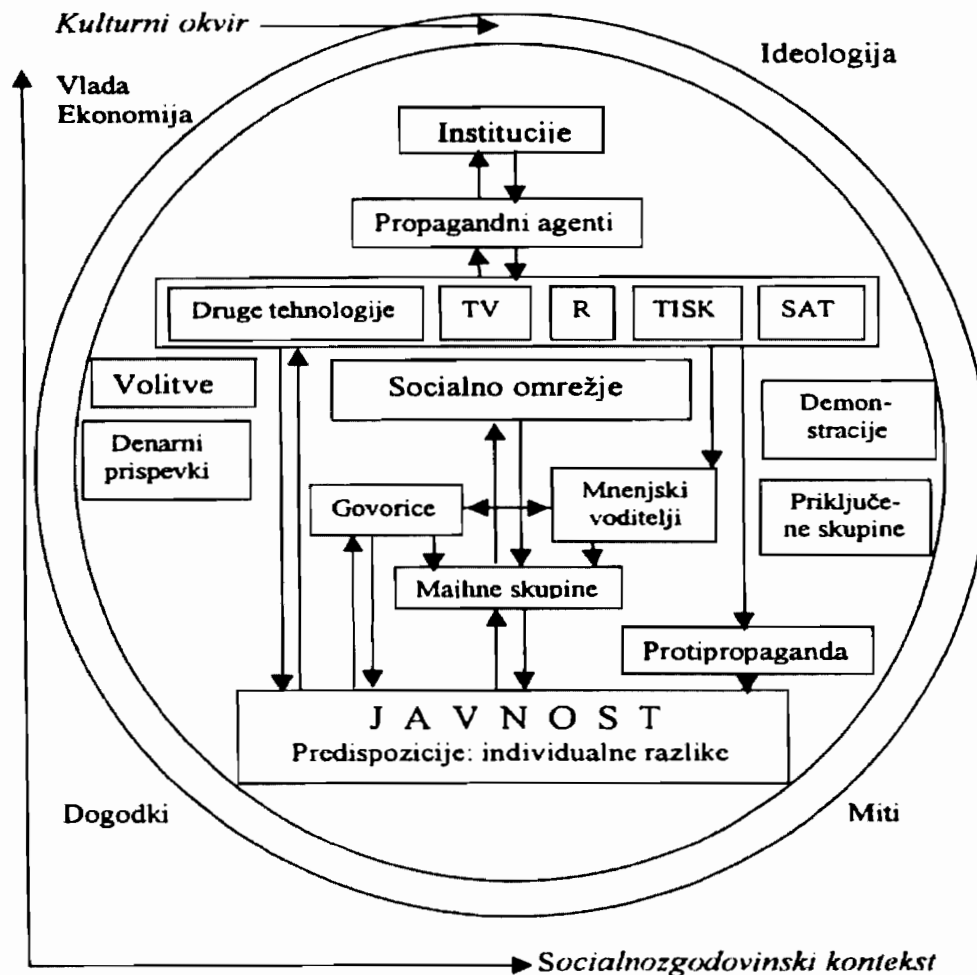 Kulturni okvir
Ideologija
Vlada
Ekonomija
Institucije
Propagandni agenti
Druge tehnologije
TV
R
TISK
SAT
Volitve
Socialno omrežje
Demon-
stracije
Denarni
prispevki
Govorice
Mnenjski
voditelji
Priključe-
ne skupine
Majhne skupine
Protipropaganda
J A V N O S T
Predispozicije: individualne razlike
Dogodki
Miti
Socialnozgodovinski kontekst